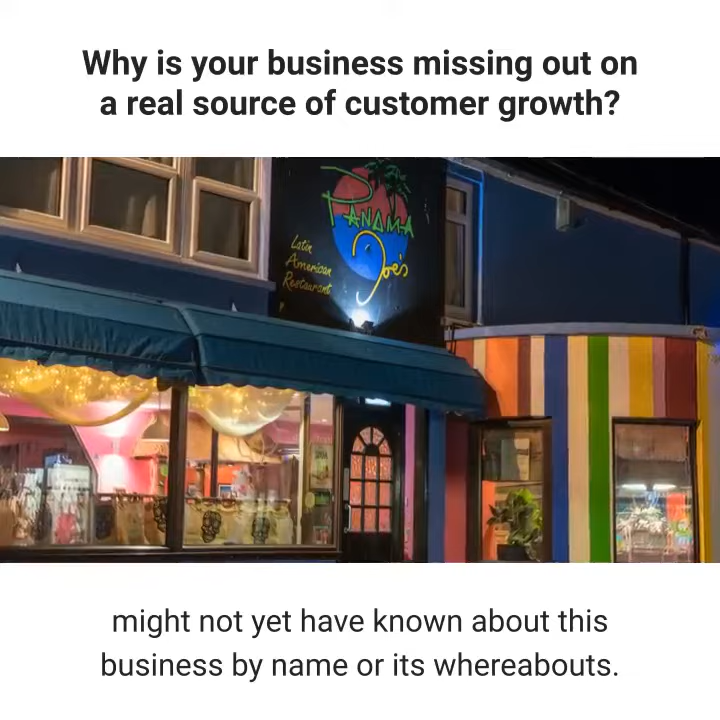 Why is your business missing out on
a real source of customer growth?
PANAMA
Joe's
Latin
American
Restaurant
might not yet have known about this
business by name or its whereabouts.